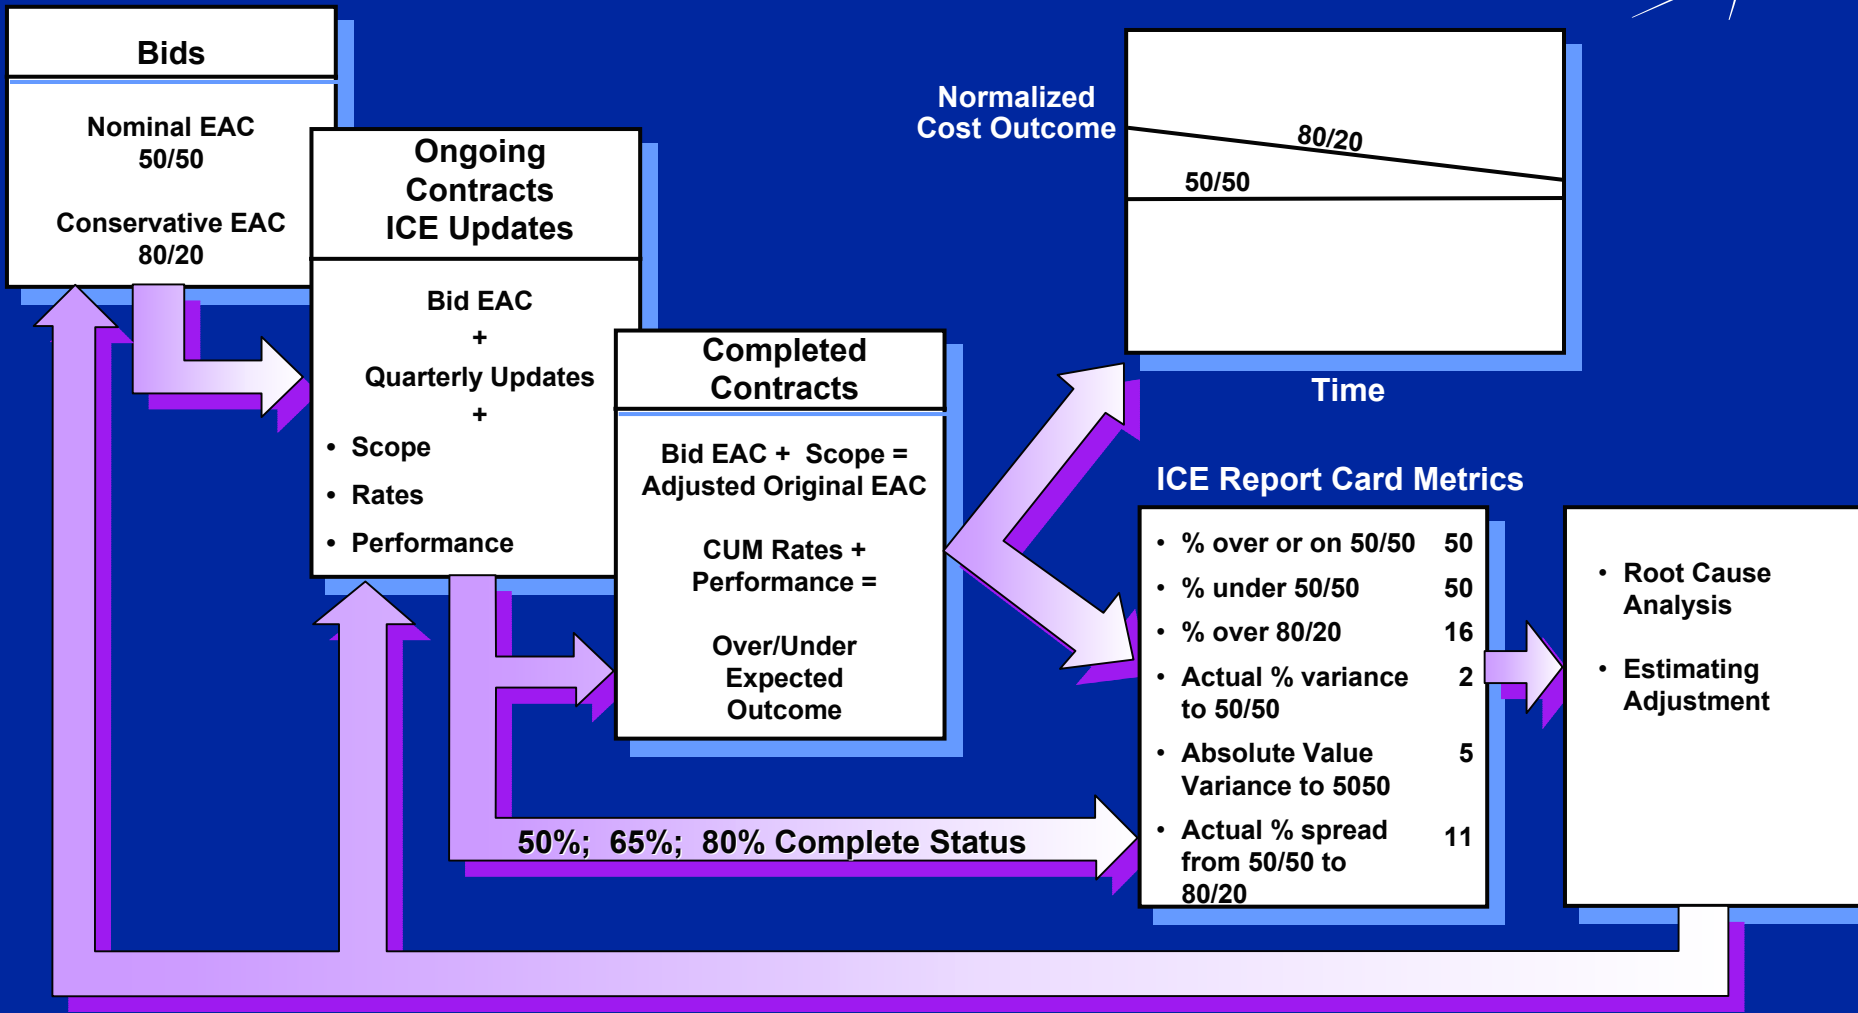 Bids
Nominal EAC
50/50
Conservative EAC
80/20
Ongoing
Contracts
ICE Updates
Bid EAC
+
Quarterly Updates
+
• Scope
• Rates
• Performance
Completed
Contracts
Bid EAC + Scope =
Adjusted Original EAC
CUM Rates +
Performance =
Over/Under
Expected
Outcome
50%; 65%; 80% Complete Status
Normalized
Cost Outcome
80/20
50/50
Time
ICE Report Card Metrics
• % over or on 50/50 50
• % under 50/50 50
• % over 80/20 16
• Actual % variance 2
to 50/50
• Absolute Value 5
Variance to 5050
• Actual % spread 11
from 50/50 to
80/20
• Root Cause
Analysis
• Estimating
Adjustment